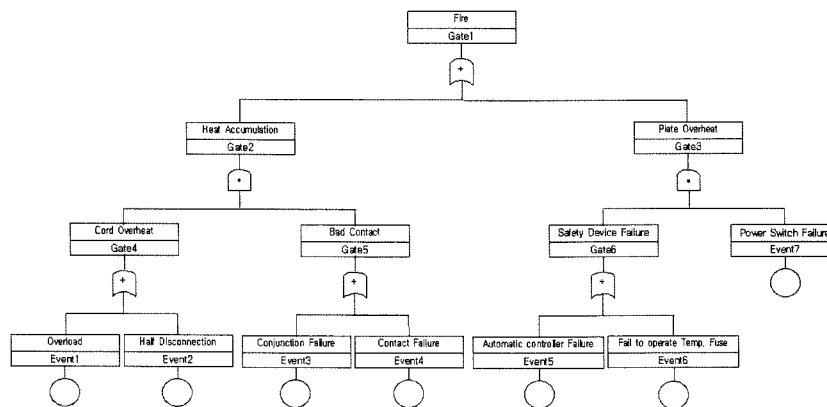 Fire
Gate1
+
Heat Accumulation
Gate2
Plate Overheat
Gate3
•
•
Cord Overheat
Gate4
Bad Contact
Gate5
Safety Device Failure
Gate6
Power Switch Failure
Event7
+
+
+
Overload
Event1
Half Disconnection
Event2
Conjunction Failure
Event3
Contact Failure
Event4
Automatic controller Failure
Event5
Fail to operate Temp. Fuse
Event6